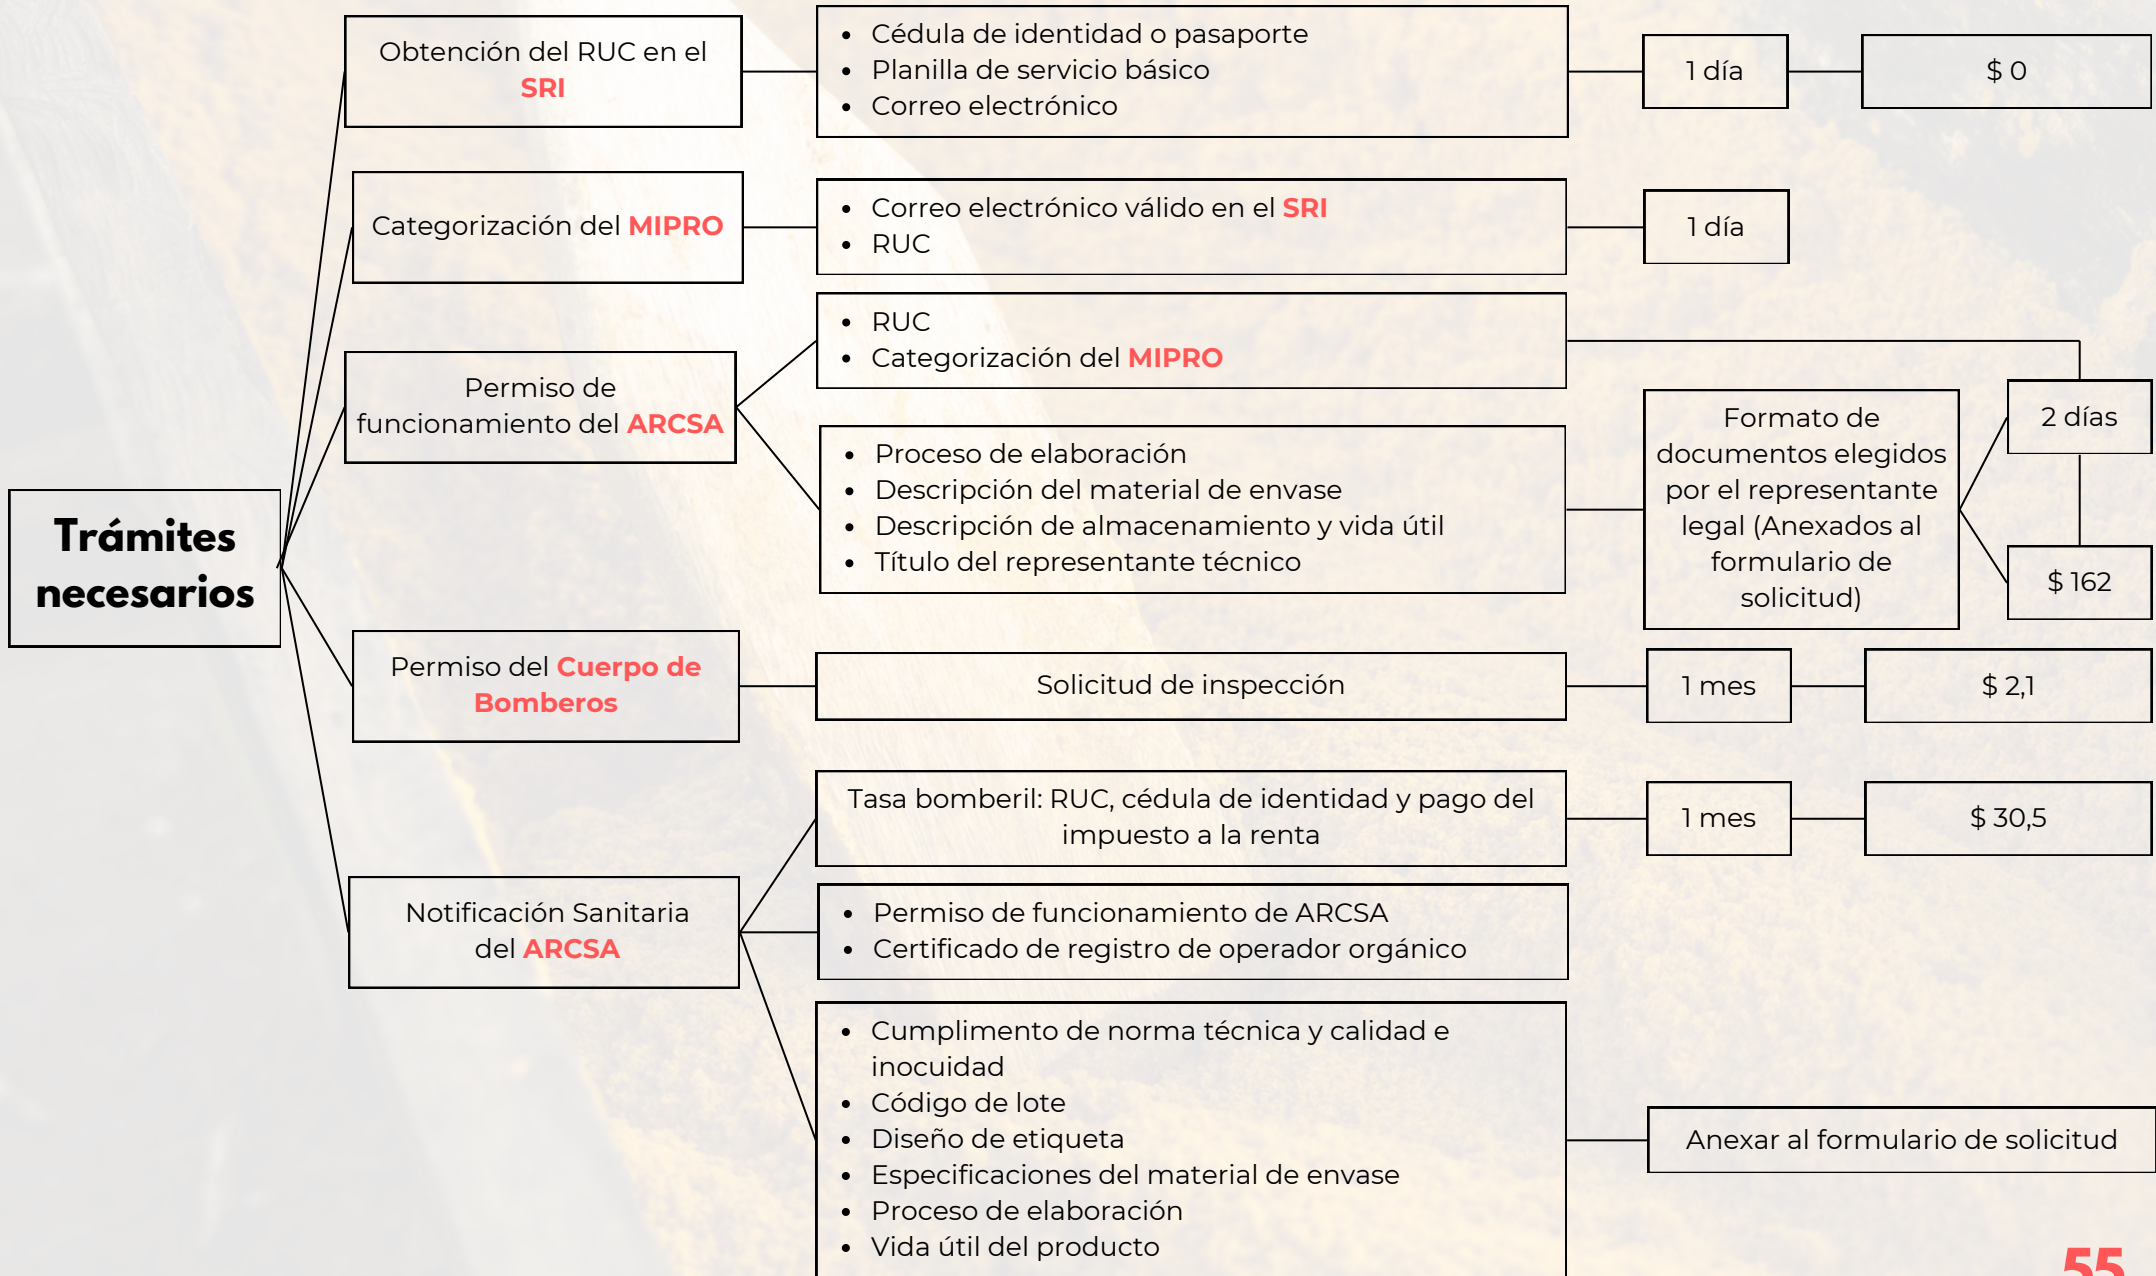 Trámites
necesarios
Obtención del RUC en el
SRI
• Cédula de identidad o pasaporte
• Planilla de servicio básico
• Correo electrónico
1 día
$ 0
Categorización del MIPRO
• Correo electrónico válido en el SRI
• RUC
1 día
Permiso de
funcionamiento del ARCSA
• RUC
• Categorización del MIPRO
• Proceso de elaboración
• Descripción del material de envase
• Descripción de almacenamiento y vida útil
• Título del representante técnico
Formato de
documentos elegidos
por el representante
legal (Anexados al
formulario de
solicitud)
2 días
$ 162
Permiso del Cuerpo de
Bomberos
Solicitud de inspección
1 mes
$ 2,1
Notificación Sanitaria
del ARCSA
Tasa bomberil: RUC, cédula de identidad y pago del
impuesto a la renta
1 mes
$ 30,5
• Permiso de funcionamiento de ARCSA
• Certificado de registro de operador orgánico
• Cumplimento de norma técnica y calidad e
inocuidad
• Código de lote
• Diseño de etiqueta
• Especificaciones del material de envase
• Proceso de elaboración
• Vida útil del producto
Anexar al formulario de solicitud
55